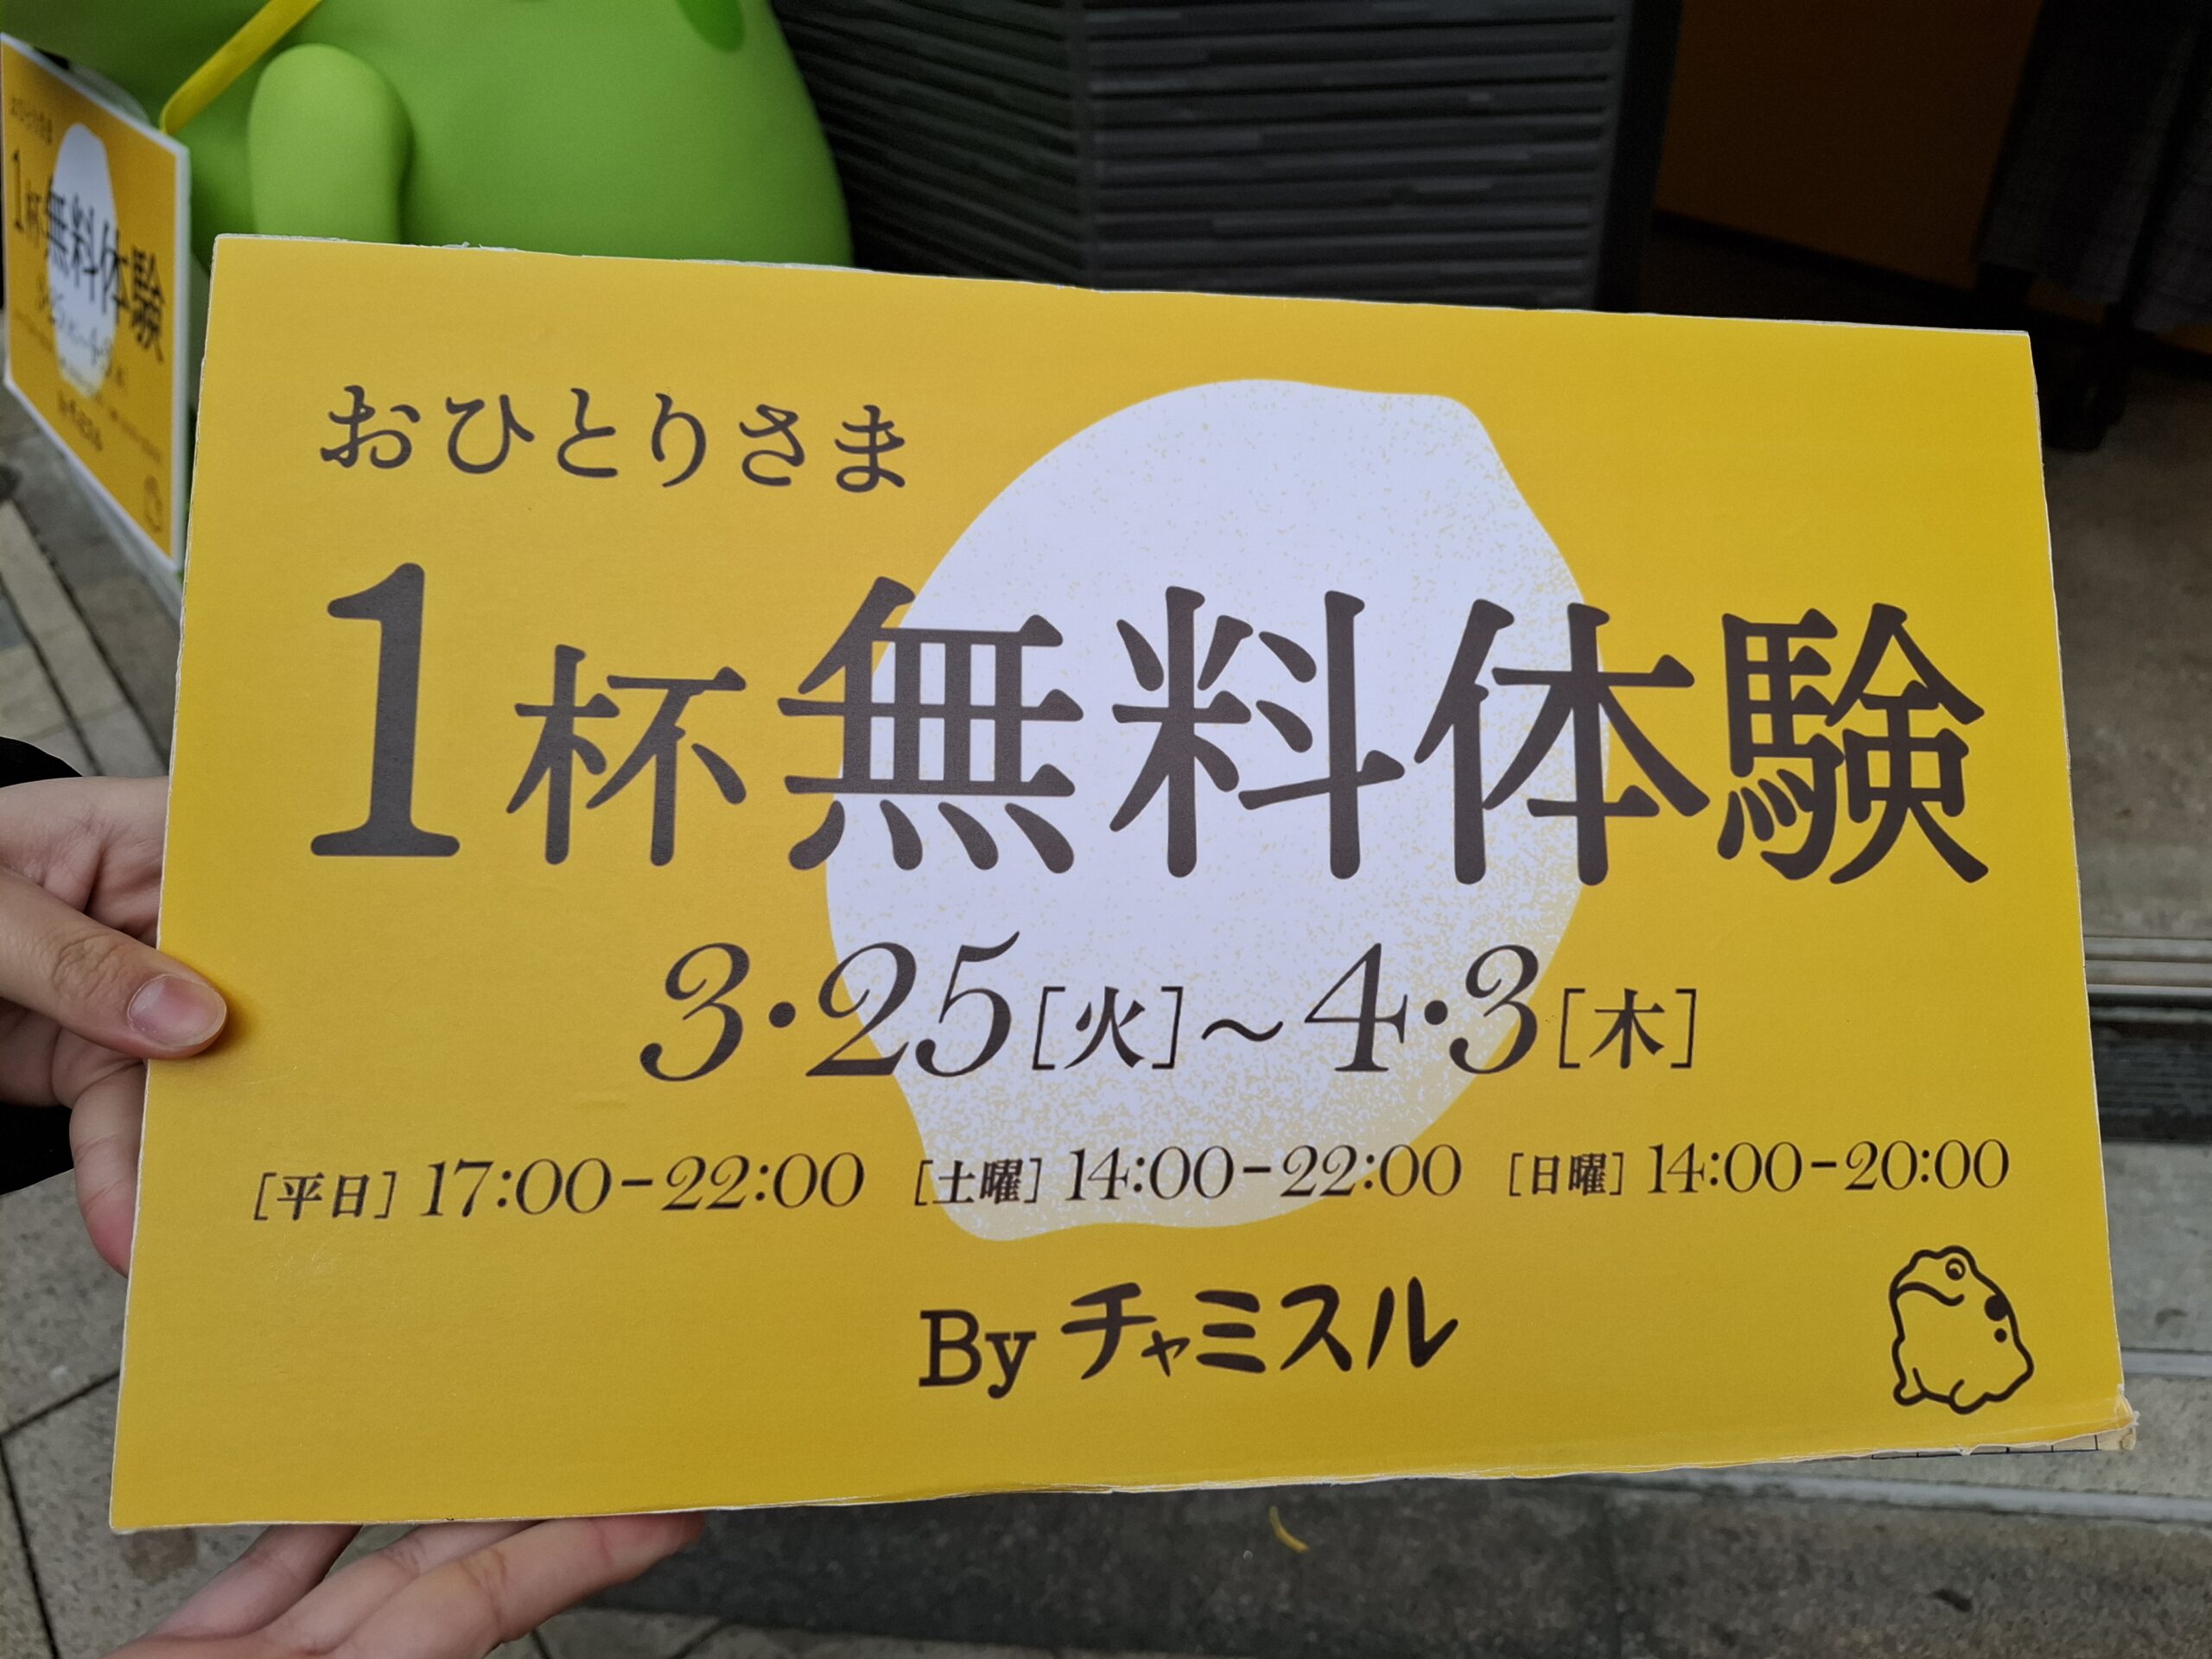 おひとりさま
1杯無料体験
3・25[火]～4・3[木]
[平日]17:00-22:00 [土曜]14:00-22:00 [日曜]14:00-20:00
By チャミスル
1杯無料体験